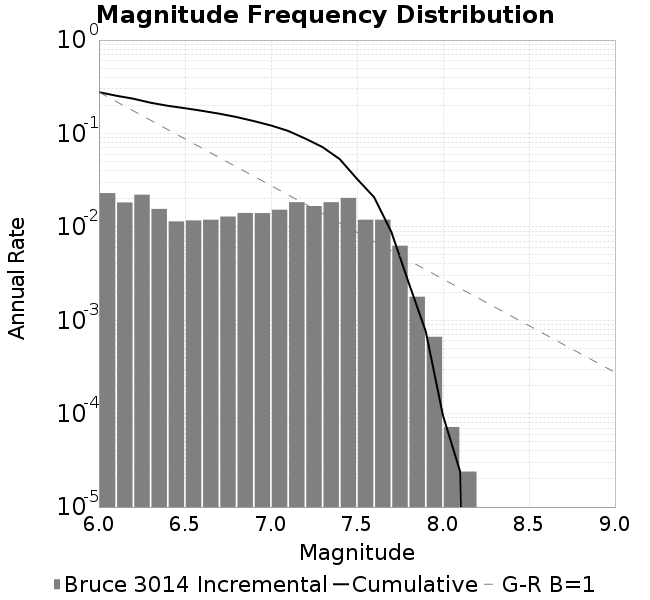 Magnitude Frequency Distribution
10^0
10^-1
10^-2
10^-3
10^-4
10^-5
Annual Rate
6.0 6.5 7.0 7.5 8.0 8.5 9.0
Magnitude
Bruce 3014 Incremental Cumulative G-R B=1